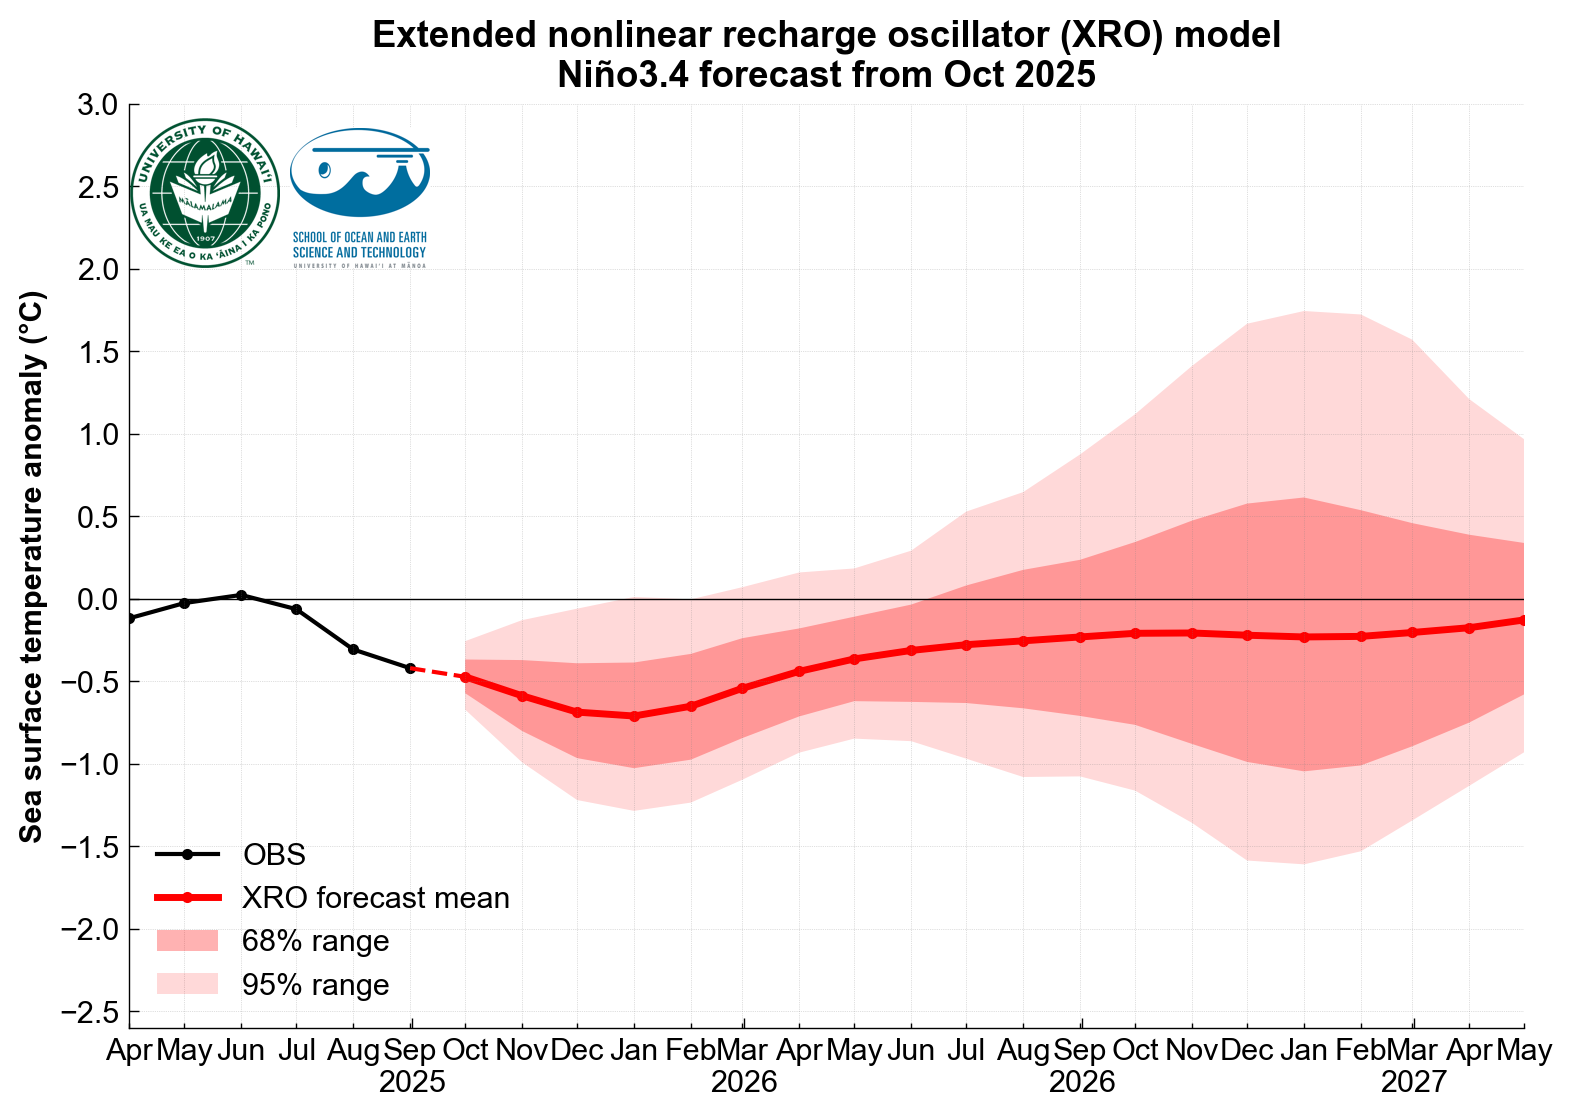 Extended nonlinear recharge oscillator (XRO) model
Niño3.4 forecast from Oct 2025
Sea surface temperature anomaly (°C)
3.0
2.5
2.0
1.5
1.0
0.5
0.0
−0.5
−1.0
−1.5
−2.0
−2.5
UNIVERSITY OF HAWAI‘I
MĀLAMALAMA
1907
UA MAU KE EA O KA ‘ĀINA I KA PONO
TM
SCHOOL OF OCEAN AND EARTH
SCIENCE AND TECHNOLOGY
UNIVERSITY OF HAWAI‘I AT MĀNOA
OBS
XRO forecast mean
68% range
95% range
Apr May Jun Jul Aug Sep Oct Nov Dec Jan Feb Mar Apr May Jun Jul Aug Sep Oct Nov Dec Jan Feb Mar Apr May
2025 2026 2026 2027